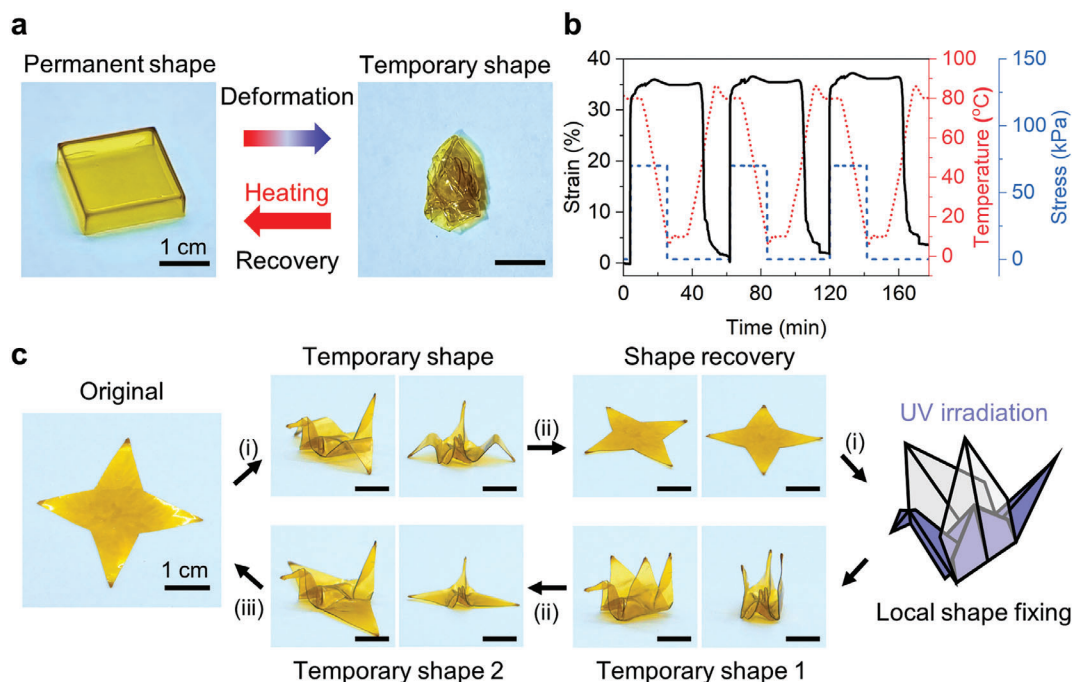 a
Permanent shape
Temporary shape
Deformation
Heating
Recovery
1 cm
b
40
30
20
10
0
Strain (%)
0
40
80
120
160
Time (min)
100
80
60
40
20
0
Temperature (°C)
150
100
50
0
Stress (kPa)
c
Original
1 cm
Temporary shape
Shape recovery
(i)
(ii)
(i)
UV irradiation
Local shape fixing
(iii)
(ii)
Temporary shape 2
Temporary shape 1